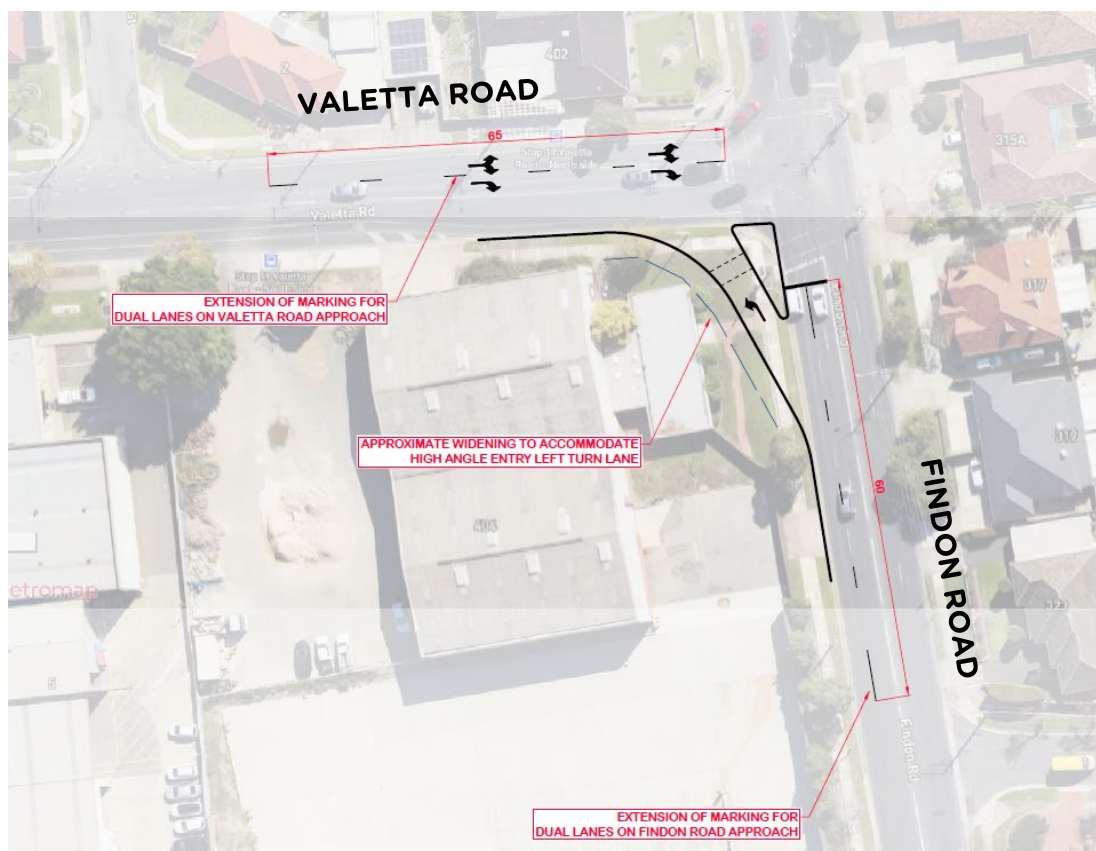 402
2
VALETTA ROAD
65
315A
Valetta Rd
317
EXTENSION OF MARKING FOR
DUAL LANES ON VALETTA ROAD APPROACH
APPROXIMATE WIDENING TO ACCOMMODATE
HIGH ANGLE ENTRY LEFT TURN LANE
317
60
FINDON ROAD
404
etromap
321
5
Findon Rd
EXTENSION OF MARKING FOR
DUAL LANES ON FINDON ROAD APPROACH